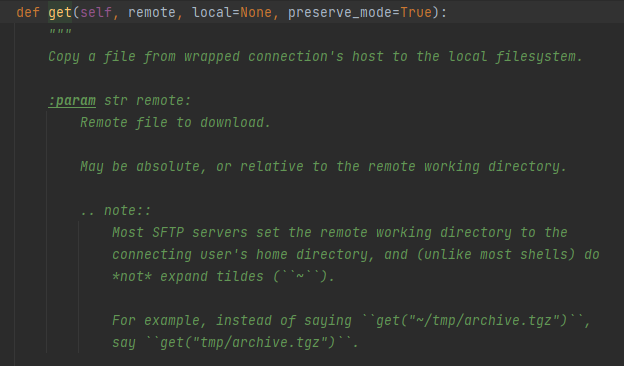 def get(self, remote, local=None, preserve_mode=True):
"""
Copy a file from wrapped connection's host to the local filesystem.
:param str remote:
Remote file to download.
May be absolute, or relative to the remote working directory.
.. note::
Most SFTP servers set the remote working directory to the
connecting user's home directory, and (unlike most shells) do
*not* expand tildes (``~``).
For example, instead of saying ``get("~/tmp/archive.tgz")``,
say ``get("tmp/archive.tgz")``.